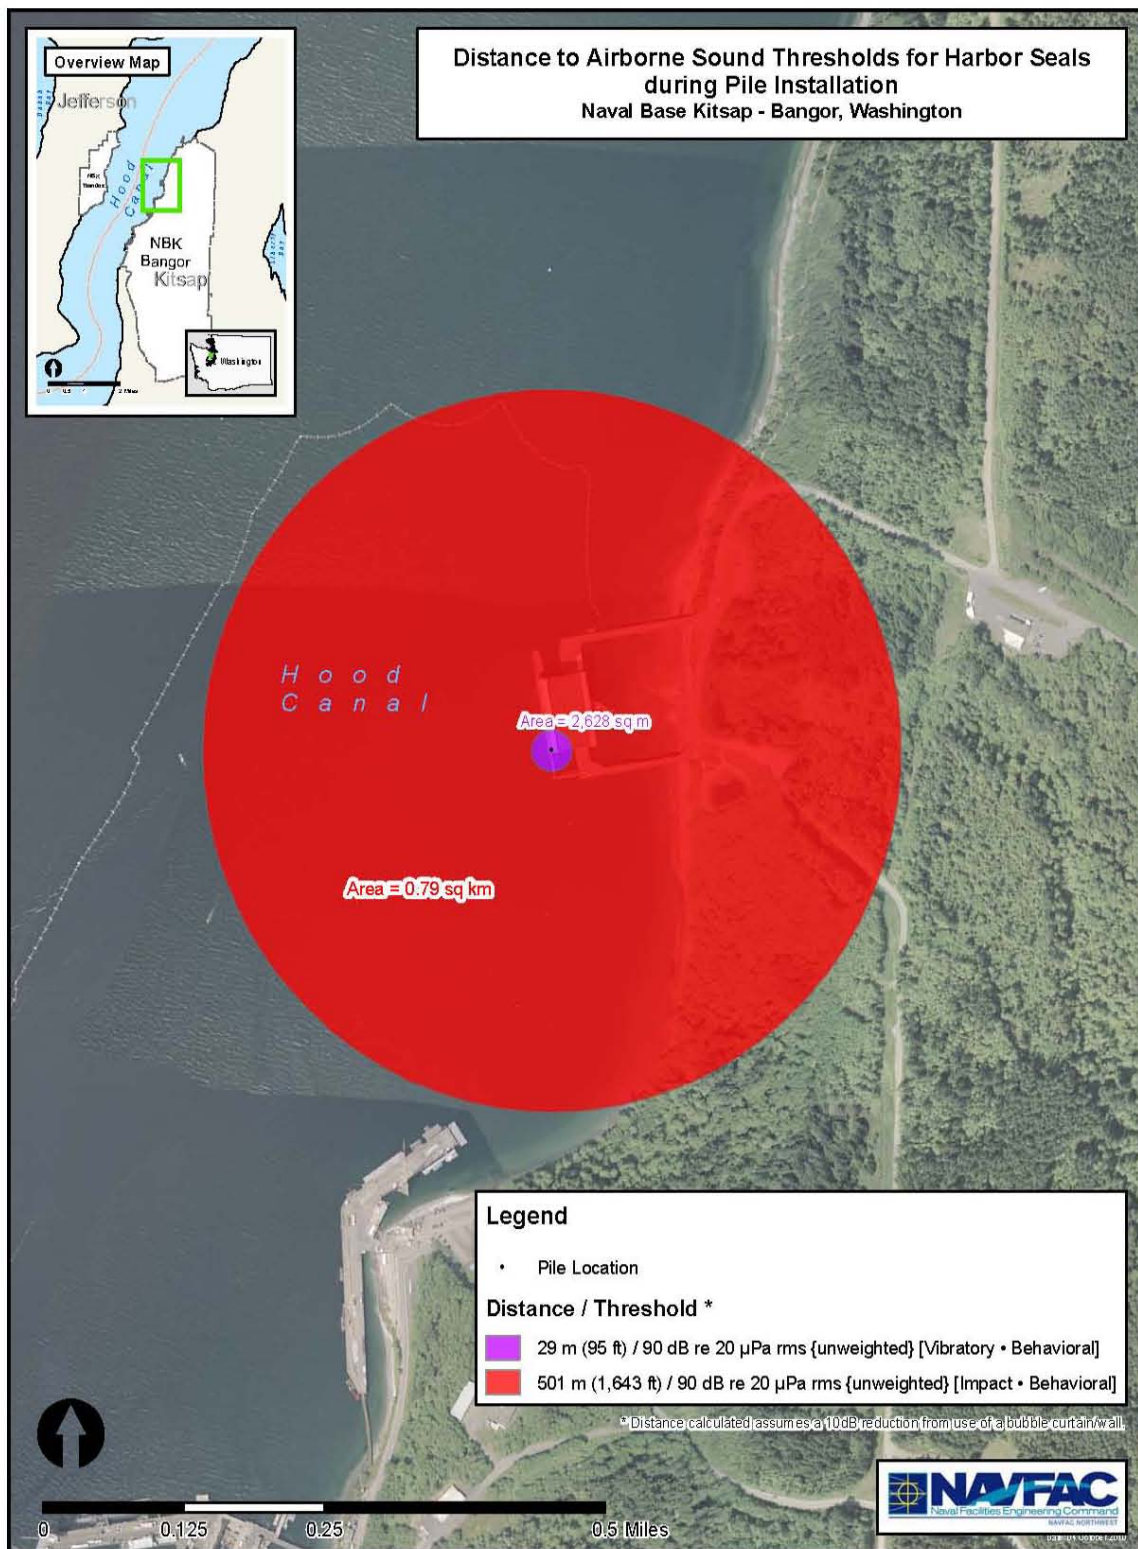 Overview Map
Jefferson
Hood
Canal
NBK
Bangor
Kitsap
Washington
Distance to Airborne Sound Thresholds for Harbor Seals
during Pile Installation
Naval Base Kitsap - Bangor, Washington
Hood
Canal
Area = 2,628 sq m
Area = 0.79 sq km
Legend
Pile Location
Distance / Threshold *
29 m (95 ft) / 90 dB re 20 µPa rms {unweighted} [Vibratory • Behavioral]
501 m (1,643 ft) / 90 dB re 20 µPa rms {unweighted} [Impact • Behavioral]
* Distance calculated assumes a 10dB reduction from use of a bubble curtain/wall.
0 0.125 0.25 0.5 Miles
NAVFAC
Naval Facilities Engineering Command
NAVFAC NORTHWEST